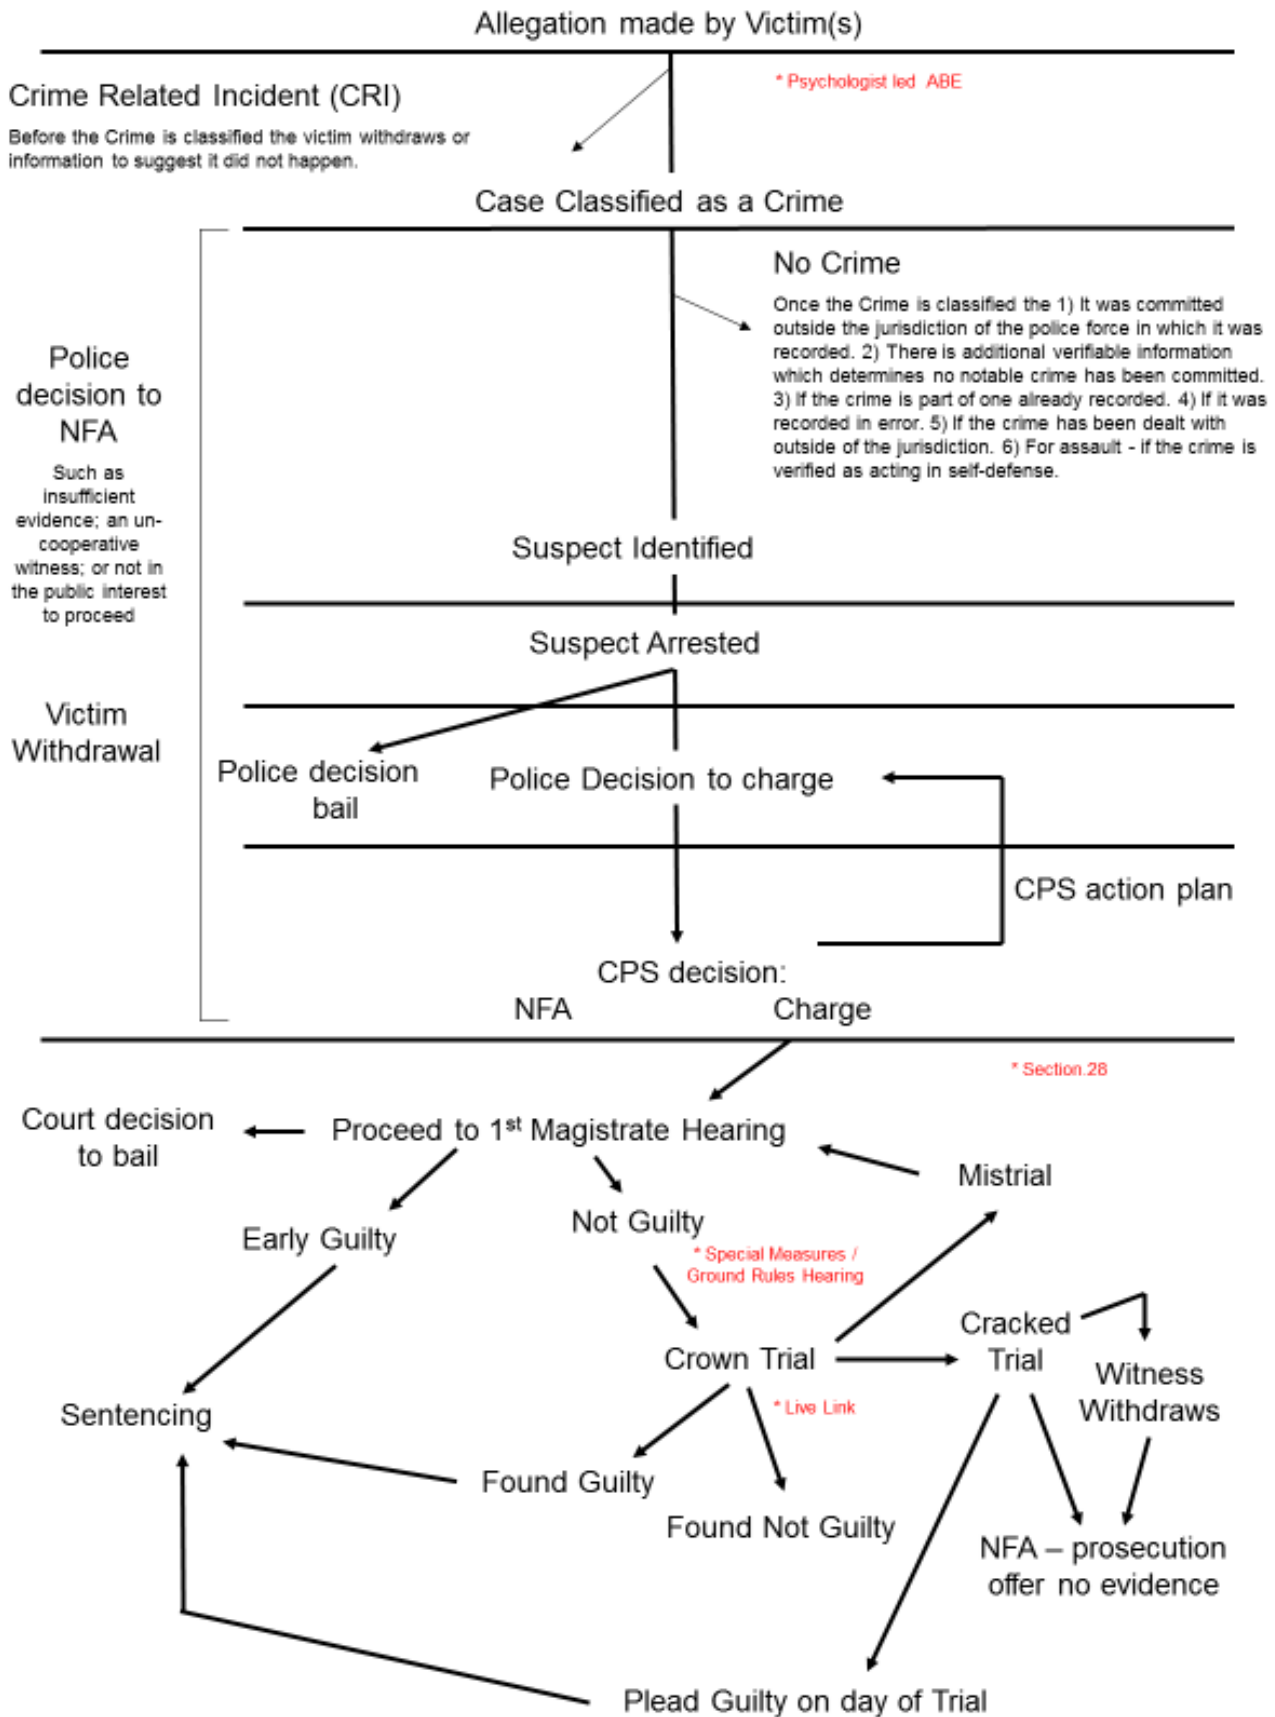 Allegation made by Victim(s)
* Psychologist led ABE
Crime Related Incident (CRI)
Before the Crime is classified the victim withdraws or
information to suggest it did not happen.
Case Classified as a Crime
No Crime
Once the Crime is classified the 1) It was committed
outside the jurisdiction of the police force in which it was
recorded. 2) There is additional verifiable information
which determines no notable crime has been committed.
3) If the crime is part of one already recorded. 4) If it was
recorded in error. 5) If the crime has been dealt with
outside of the jurisdiction. 6) For assault - if the crime is
verified as acting in self-defense.
Police
decision to
NFA
Such as
insufficient
evidence; an un-
cooperative
witness; or not in
the public interest
to proceed
Suspect Identified
Suspect Arrested
Victim
Withdrawal
Police decision
bail
Police Decision to charge
CPS action plan
CPS decision:
NFA Charge
* Section.28
Court decision
to bail
Proceed to 1st Magistrate Hearing
Mistrial
Early Guilty
Not Guilty
* Special Measures /
Ground Rules Hearing
Crown Trial
Cracked
Trial
Witness
Withdraws
* Live Link
Sentencing
Found Guilty
Found Not Guilty
NFA – prosecution
offer no evidence
Plead Guilty on day of Trial